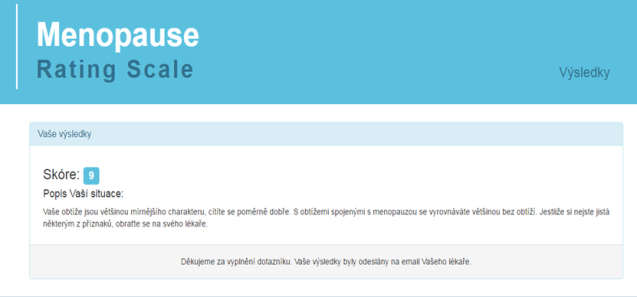 Menopause
Rating Scale
Výsledky
Vaše výsledky
Skóre: 9
Popis Vaší situace:
Vaše obtíže jsou většinou mírnějšího charakteru, cítíte se poměrně dobře. S obtížemi spojenými s menopauzou se vyrovnáváte většinou bez obtíží. Jestliže si nejste jistá
některým z příznaků, obraťte se na svého lékaře.
Děkujeme za vyplnění dotazníku. Vaše výsledky byly odeslány na email Vašeho lékaře.